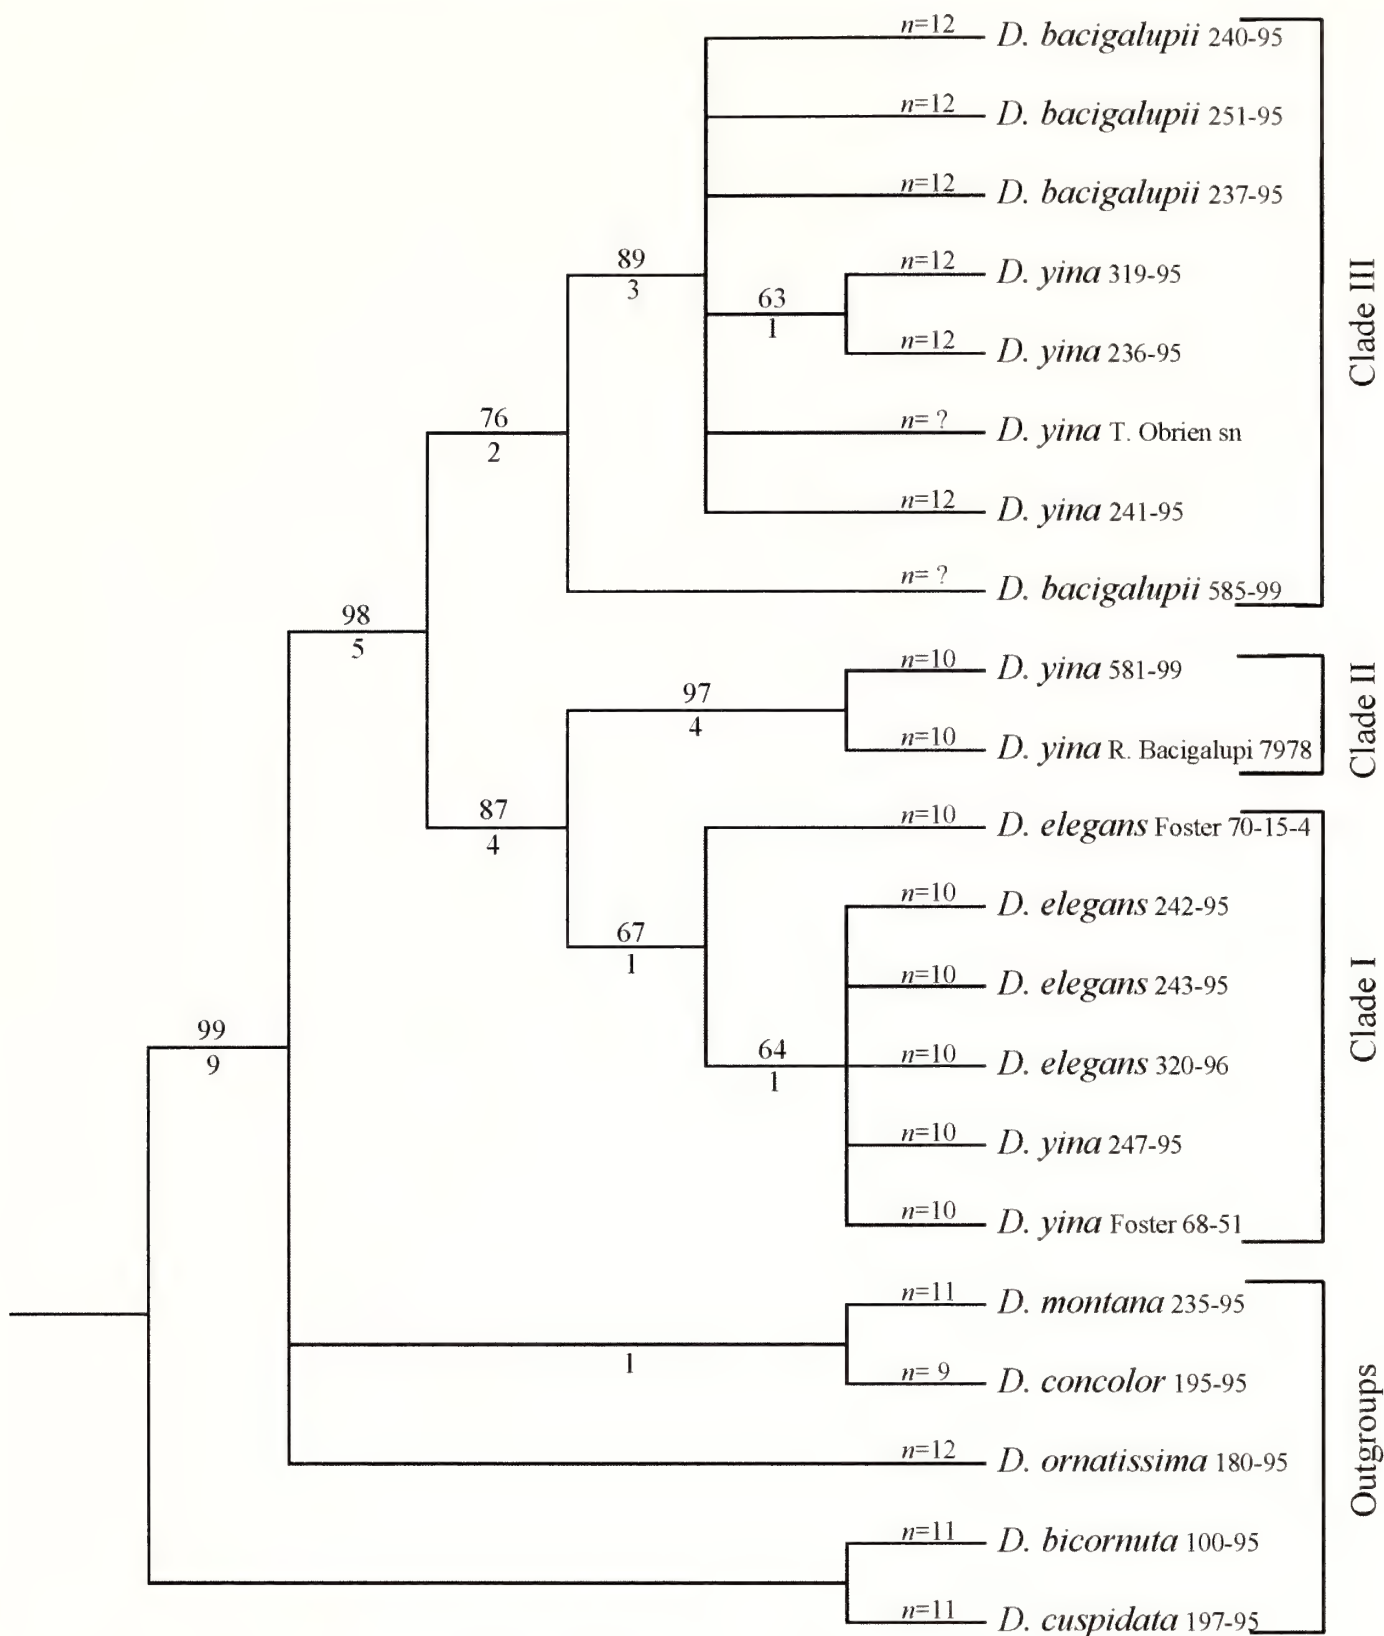 n=12 D. bacigalupii 240-95
n=12 D. bacigalupii 251-95
n=12 D. bacigalupii 237-95
89
3
n=12 D. yina 319-95
63
1
n=12 D. yina 236-95
76
2
n= ? D. yina T. Obrien sn
n=12 D. yina 241-95
n= ? D. bacigalupii 585-99
Clade III
98
5
n=10 D. yina 581-99
97
4
n=10 D. yina R. Bacigalupi 7978
Clade II
87
4
n=10 D. elegans Foster 70-15-4
n=10 D. elegans 242-95
67
1
n=10 D. elegans 243-95
64
1
n=10 D. elegans 320-96
n=10 D. yina 247-95
n=10 D. yina Foster 68-51
Clade I
99
9
n=11 D. montana 235-95
1
n= 9 D. concolor 195-95
n=12 D. ornatissima 180-95
n=11 D. bicornuta 100-95
n=11 D. cuspidata 197-95
Outgroups